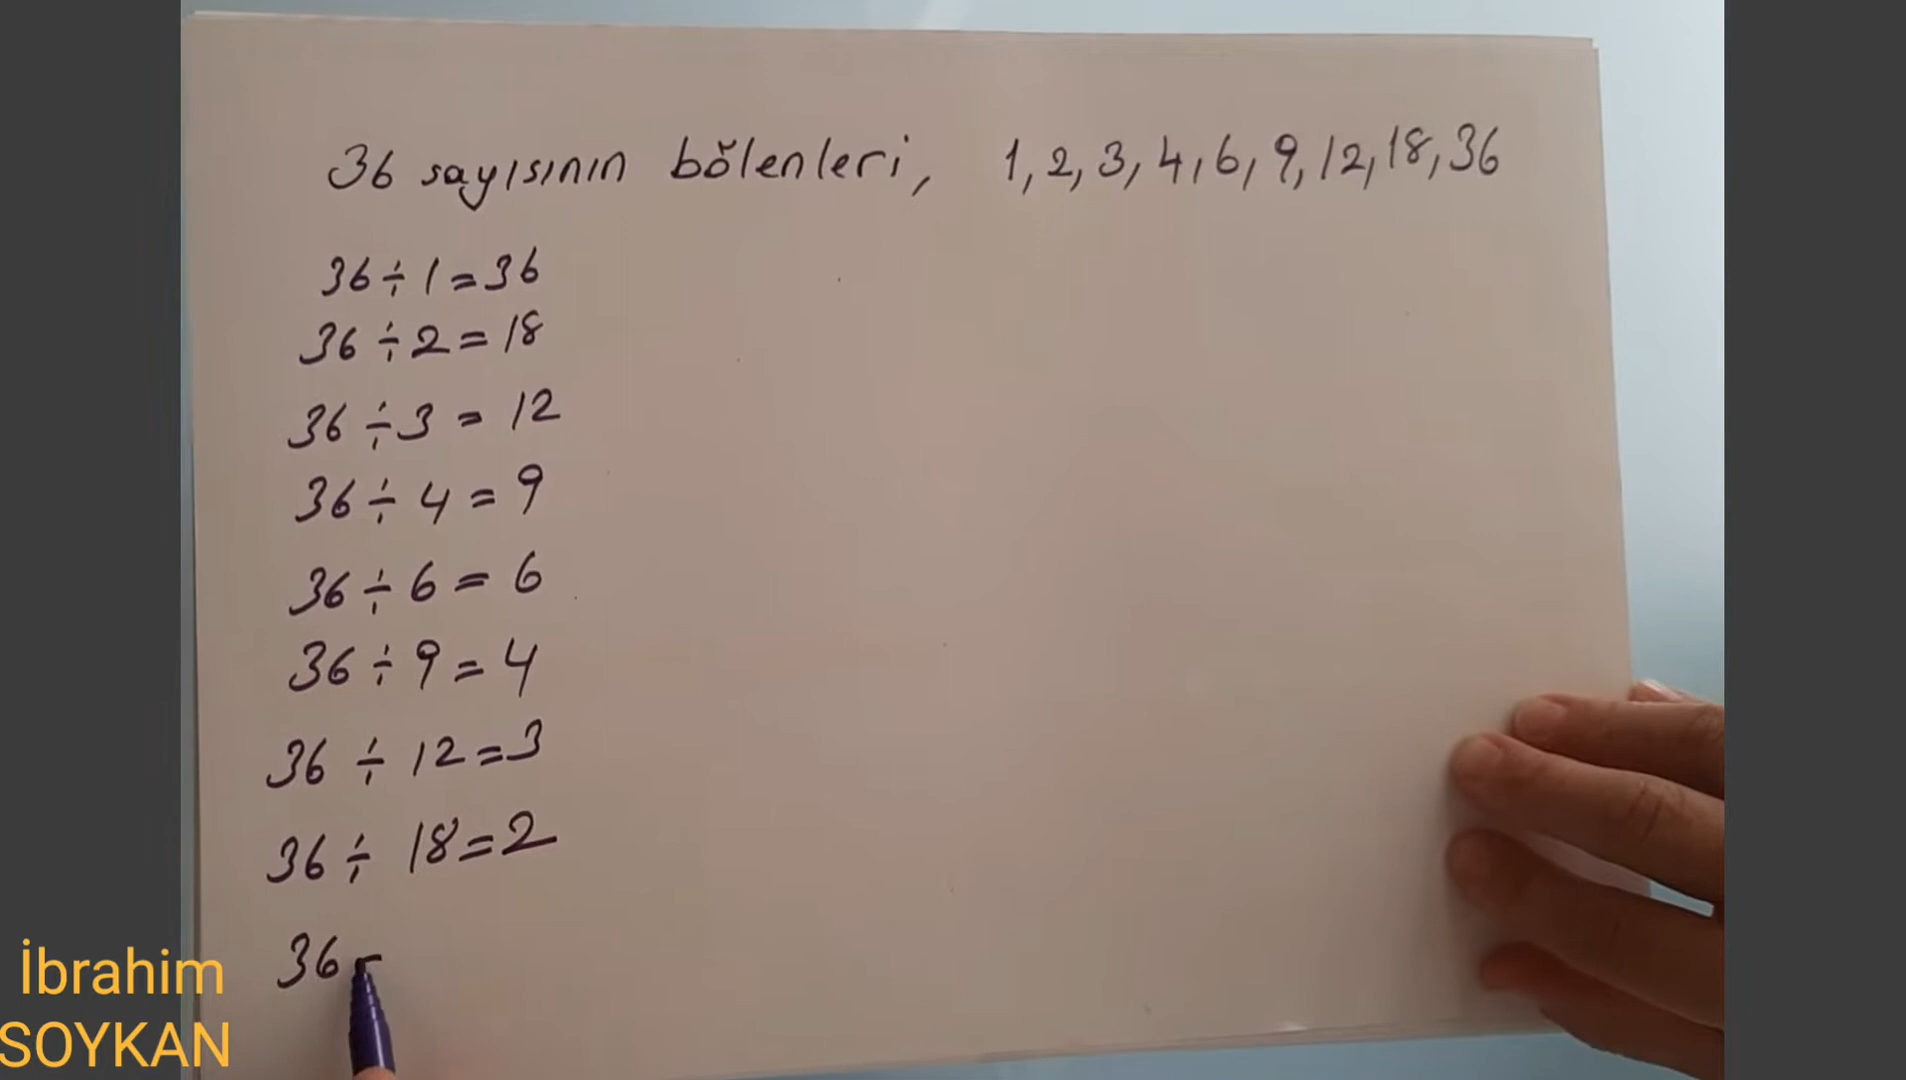 36 sayısının bölenleri, 1, 2, 3, 4, 6, 9, 12, 18, 36
36 ÷ 1 = 36
36 ÷ 2 = 18
36 ÷ 3 = 12
36 ÷ 4 = 9
36 ÷ 6 = 6
36 ÷ 9 = 4
36 ÷ 12 = 3
36 ÷ 18 = 2
36 -
İbrahim
SOYKAN